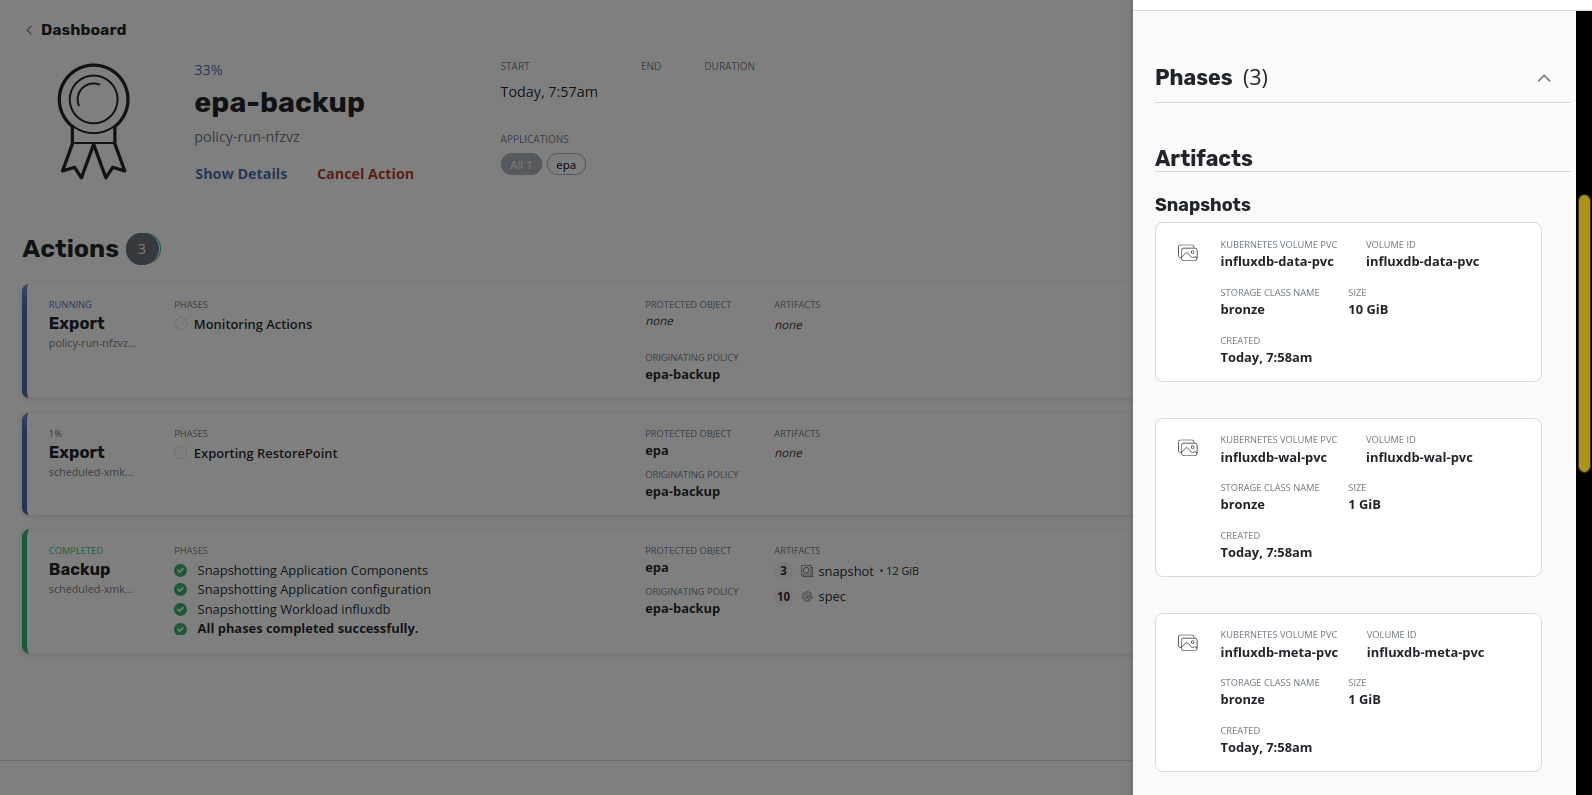 Dashboard
33%
epa-backup
policy-run-nfzvz
Show Details
Cancel Action
START
END
DURATION
Today, 7:57am
APPLICATIONS
All 1
epa
Actions 3
RUNNING
Export
policy-run-nfzvz...
PHASES
Monitoring Actions
PROTECTED OBJECT
none
ORIGINATING POLICY
epa-backup
ARTIFACTS
none
1%
Export
scheduled-xmk...
PHASES
Exporting RestorePoint
PROTECTED OBJECT
epa
ORIGINATING POLICY
epa-backup
ARTIFACTS
none
COMPLETED
Backup
scheduled-xmk...
PHASES
Snapshotting Application Components
Snapshotting Application configuration
Snapshotting Workload influxdb
All phases completed successfully.
PROTECTED OBJECT
epa
ORIGINATING POLICY
epa-backup
ARTIFACTS
3 snapshot • 12 GiB
10 spec
Phases (3)
Artifacts
Snapshots
KUBERNETES VOLUME PVC
influxdb-data-pvc
VOLUME ID
influxdb-data-pvc
STORAGE CLASS NAME
bronze
SIZE
10 GiB
CREATED
Today, 7:58am
KUBERNETES VOLUME PVC
influxdb-wal-pvc
VOLUME ID
influxdb-wal-pvc
STORAGE CLASS NAME
bronze
SIZE
1 GiB
CREATED
Today, 7:58am
KUBERNETES VOLUME PVC
influxdb-meta-pvc
VOLUME ID
influxdb-meta-pvc
STORAGE CLASS NAME
bronze
SIZE
1 GiB
CREATED
Today, 7:58am